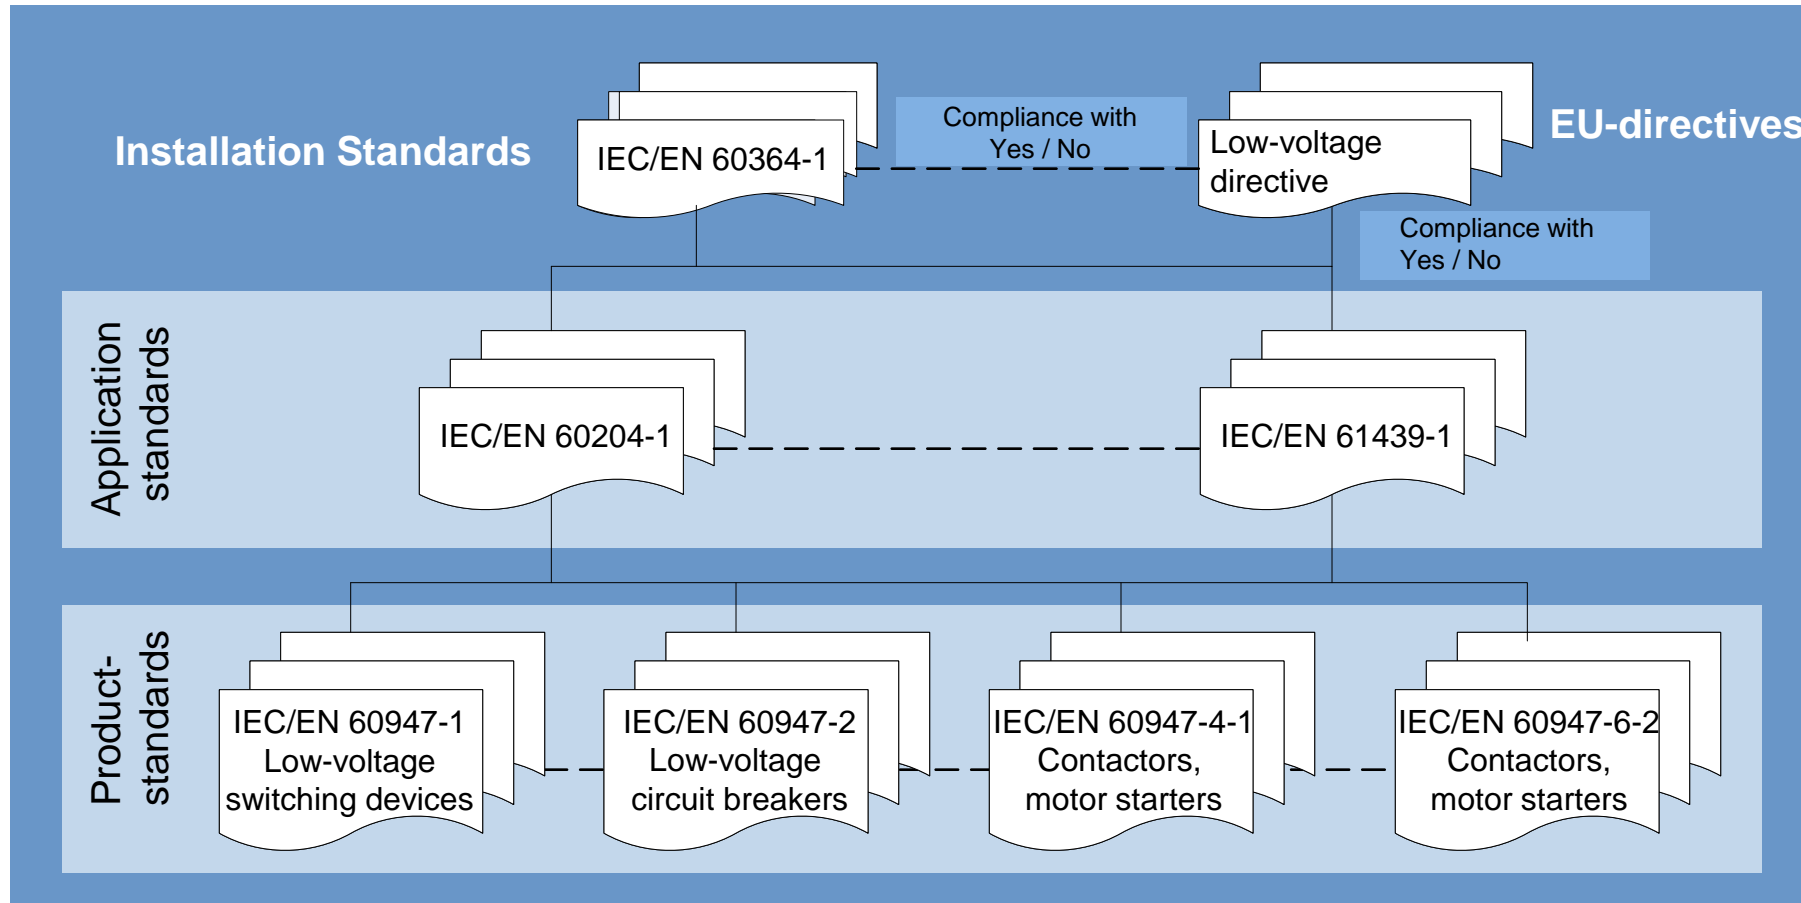 Installation Standards
IEC/EN 60364-1
Compliance with
Yes / No
Low-voltage
directive
EU-directives
Compliance with
Yes / No
Application
standards
IEC/EN 60204-1
IEC/EN 61439-1
Product-
standards
IEC/EN 60947-1
Low-voltage
switching devices
IEC/EN 60947-2
Low-voltage
circuit breakers
IEC/EN 60947-4-1
Contactors,
motor starters
IEC/EN 60947-6-2
Contactors,
motor starters